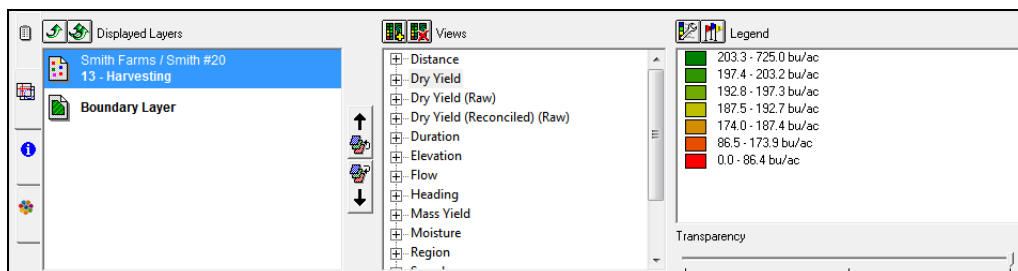 Displayed Layers
Smith Farms / Smith #20
13 - Harvesting
Boundary Layer
Views
Distance
Dry Yield
Dry Yield (Raw)
Dry Yield (Reconciled) (Raw)
Duration
Elevation
Flow
Heading
Mass Yield
Moisture
Region
Legend
203.3 - 725.0 bu/ac
197.4 - 203.2 bu/ac
192.8 - 197.3 bu/ac
187.5 - 192.7 bu/ac
174.0 - 187.4 bu/ac
86.5 - 173.9 bu/ac
0.0 - 86.4 bu/ac
Transparency